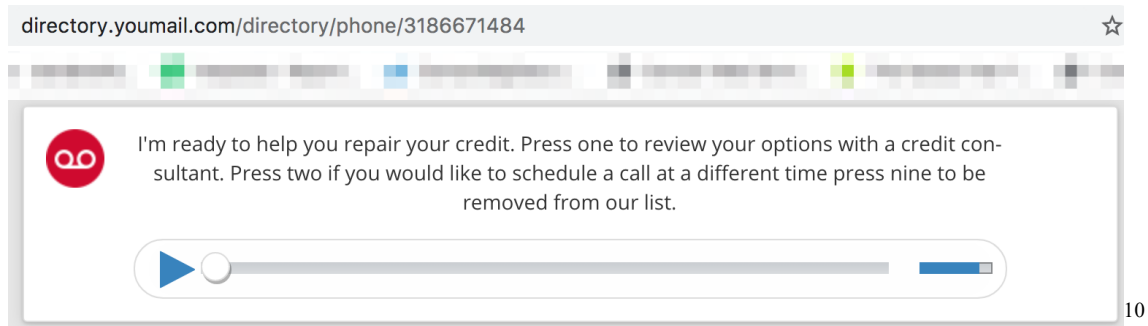 directory.youmail.com/directory/phone/3186671484
I'm ready to help you repair your credit. Press one to review your options with a credit con-
sultant. Press two if you would like to schedule a call at a different time press nine to be
removed from our list.
10